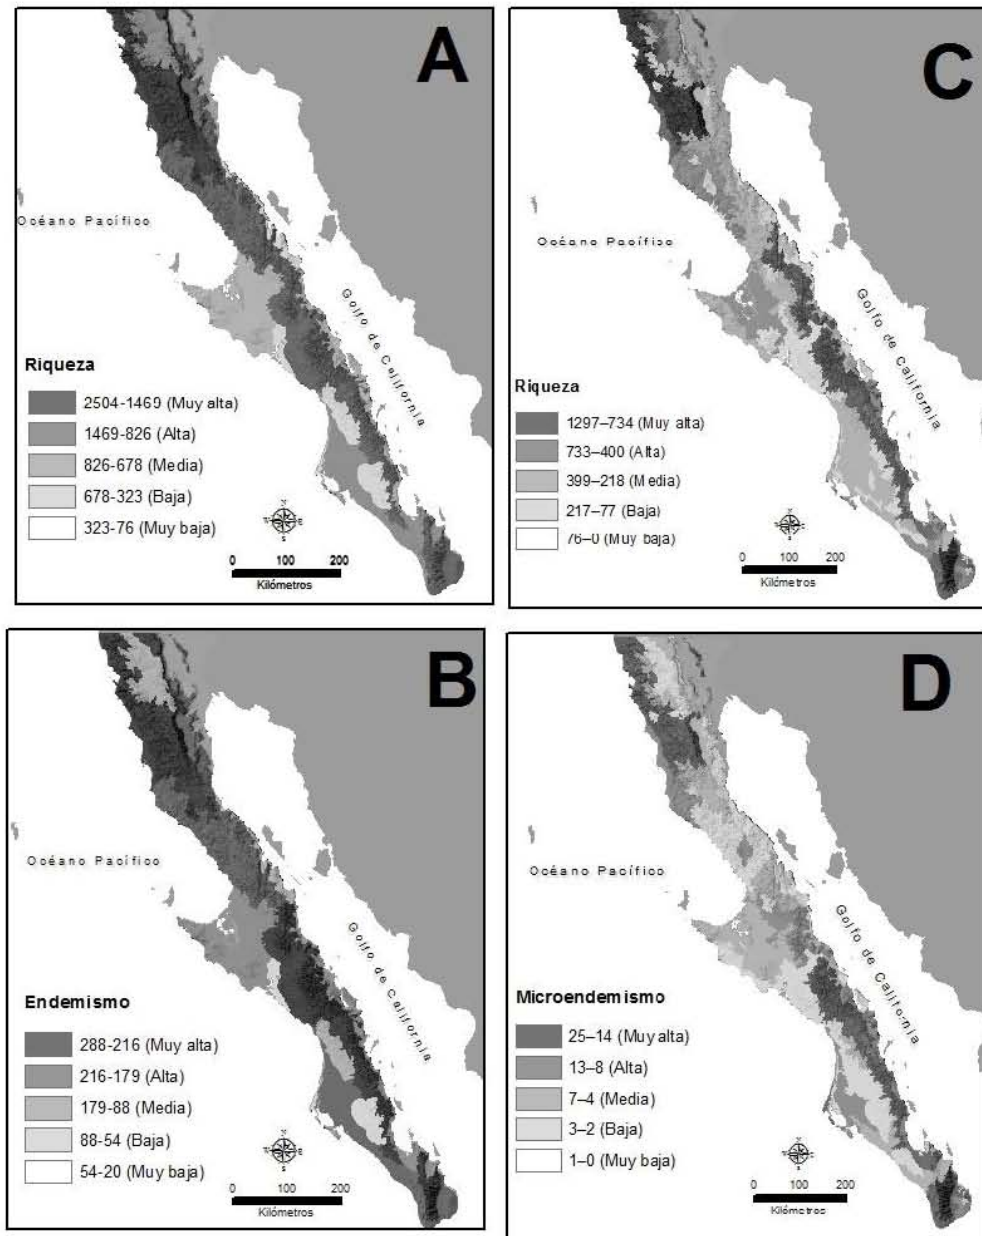 A
Océano Pacífico
Golfo de California
Riqueza
2504-1469 (Muy alta)
1469-826 (Alta)
826-678 (Media)
678-323 (Baja)
323-76 (Muy baja)
0 100 200
Kilómetros
C
Océano Pacífico
Golfo de California
Riqueza
1297–734 (Muy alta)
733–400 (Alta)
399–218 (Media)
217–77 (Baja)
76–0 (Muy baja)
0 100 200
Kilómetros
B
Océano Pacífico
Golfo de California
Endemismo
288-216 (Muy alta)
216-179 (Alta)
179-88 (Media)
88-54 (Baja)
54-20 (Muy baja)
0 100 200
Kilómetros
D
Océano Pacífico
Golfo de California
Microendemismo
25–14 (Muy alta)
13–8 (Alta)
7–4 (Media)
3–2 (Baja)
1–0 (Muy baja)
0 100 200
Kilómetros